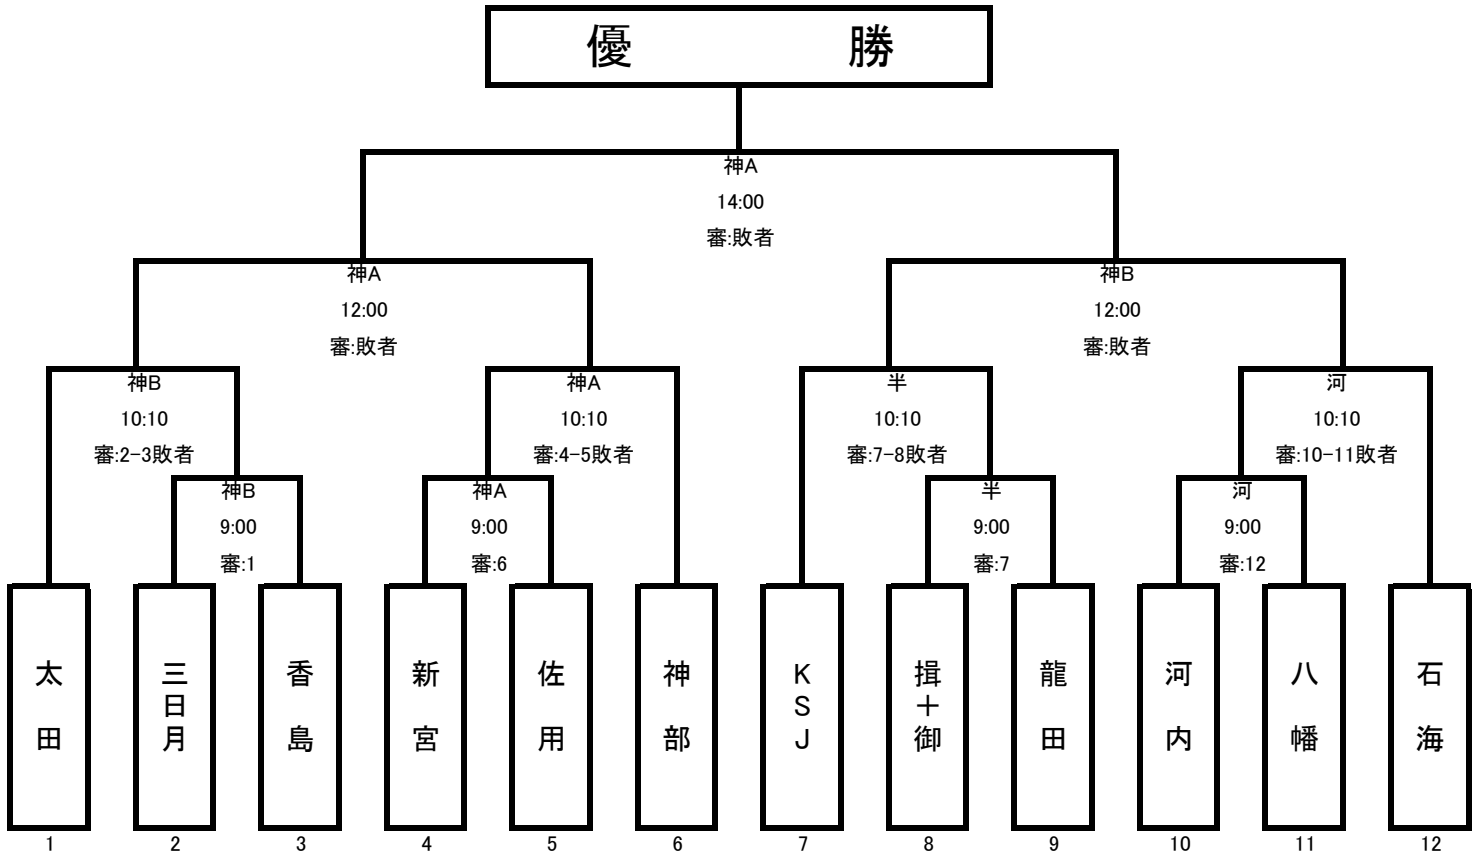 優 勝
神A
14:00
審:敗者
神A 神B
12:00 12:00
審:敗者 審:敗者
神B 神A 半 河
10:10 10:10 10:10 10:10
審:2-3敗者 審:4-5敗者 審:7-8敗者 審:10-11敗者
神B 神A 半 河
9:00 9:00 9:00 9:00
審:1 審:6 審:7 審:12
太田 三日月 香島 新宮 佐用 神部 KSJ 揖十御 龍田 河内 八幡 石海
1 2 3 4 5 6 7 8 9 10 11 12